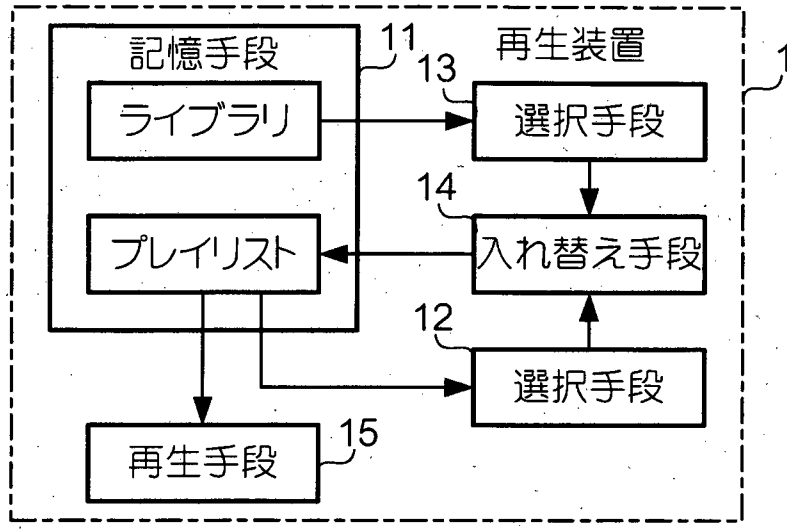 記憶手段
11
再生装置
1
ライブラリ
13
選択手段
14
プレイリスト
入れ替え手段
12
選択手段
再生手段
15